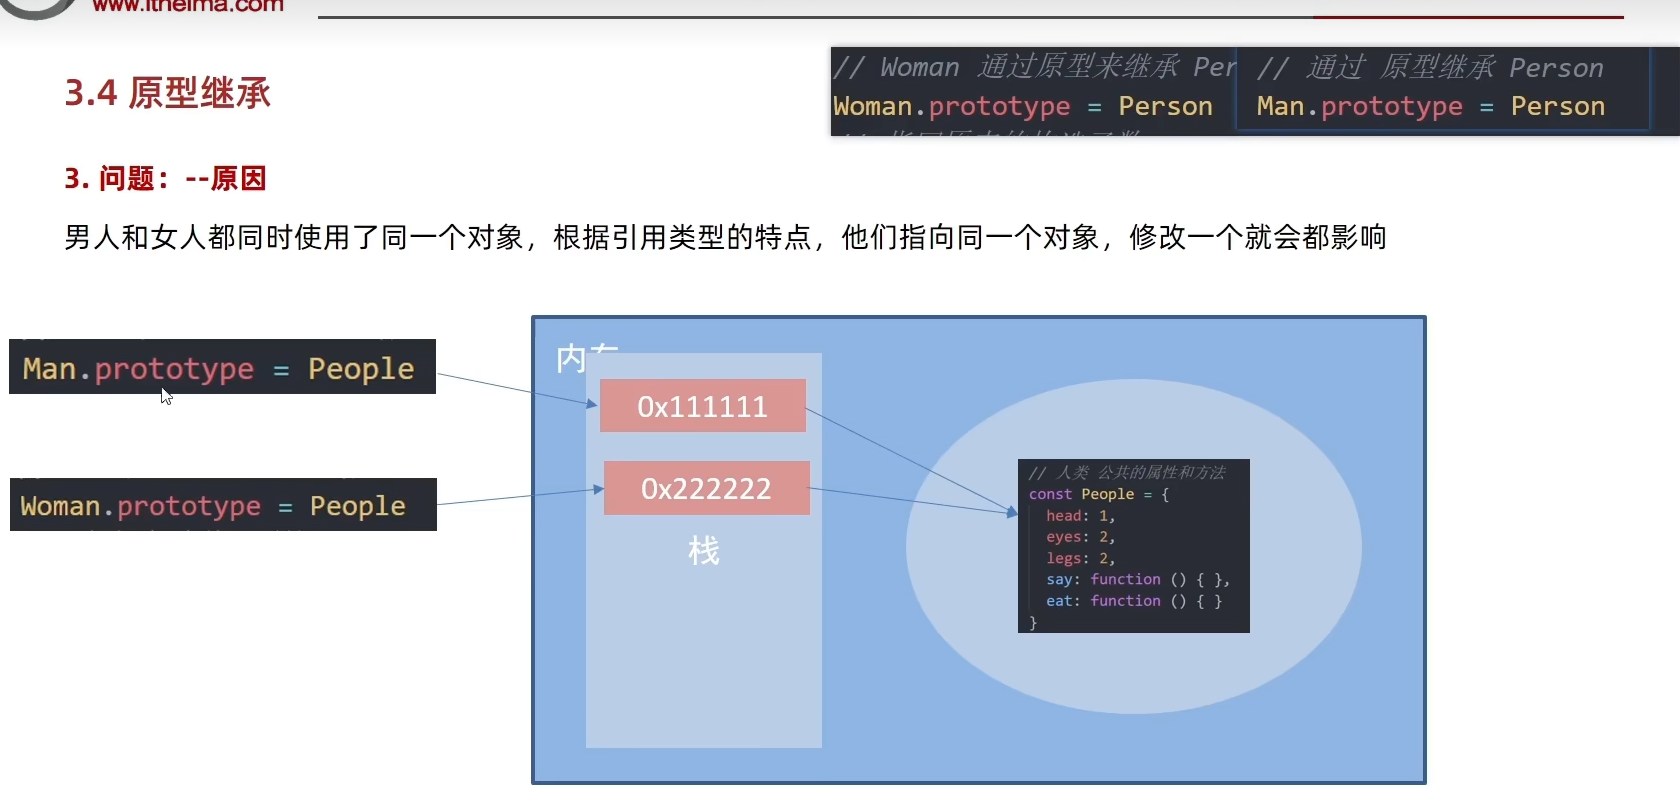 www.itheima.com
// Woman 通过原型来继承 Per
Woman.prototype = Person
// 通过 原型继承 Person
Man.prototype = Person
3.4 原型继承
3. 问题：--原因
男人和女人都同时使用了同一个对象，根据引用类型的特点，他们指向同一个对象，修改一个就会都影响
Man.prototype = People
Woman.prototype = People
内存
0x111111
0x222222
栈
// 人类 公共的属性和方法
const People = {
head: 1,
eyes: 2,
legs: 2,
say: function () { },
eat: function () { }
}